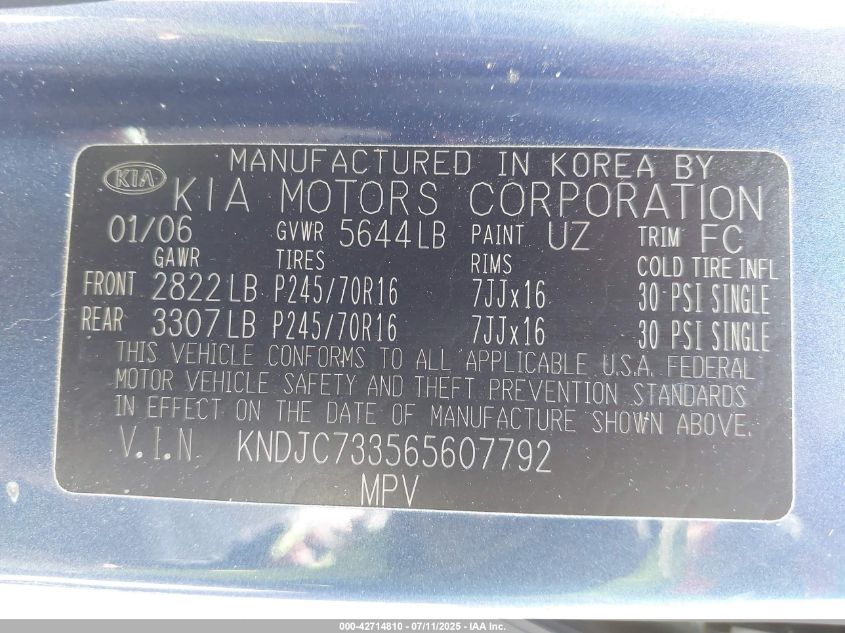 MANUFACTURED IN KOREA BY
KIA KIA MOTORS CORPORATION
01/06 GVWR 5644LB PAINT UZ TRIM FC
GAWR TIRES RIMS COLD TIRE INFL
FRONT 2822LB P245/70R16 7JJx16 30 PSI SINGLE
REAR 3307LB P245/70R16 7JJx16 30 PSI SINGLE
THIS VEHICLE CONFORMS TO ALL APPLICABLE U.S.A. FEDERAL
MOTOR VEHICLE SAFETY AND THEFT PREVENTION STANDARDS
IN EFFECT ON THE DATE OF MANUFACTURE SHOWN ABOVE.
V.I.N KNDJC733565607792
MPV
000-42714810 - 07/11/2025 - IAA Inc.